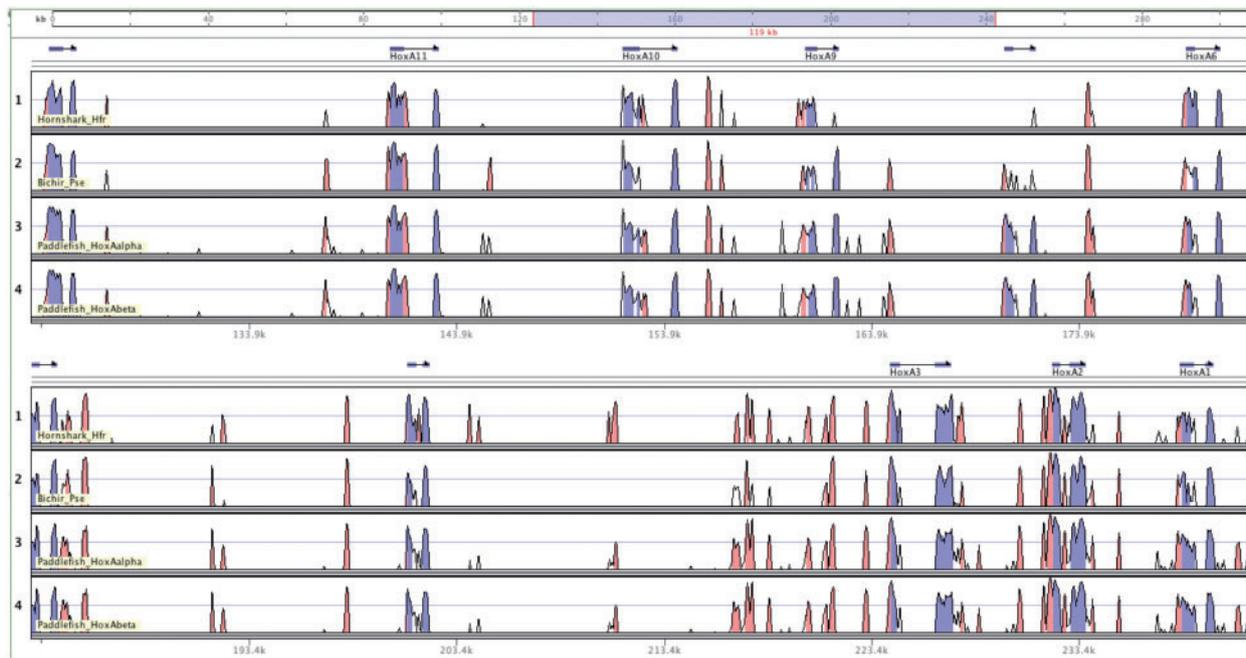 kb 0 40 80 120 160 200 240 280
119 kb
HoxA11 HoxA10 HoxA9 HoxA6
1
Hornshark_Hfr
2
Bichir_Pse
3
Paddlefish_HoxAalpha
4
Paddlefish_HoxAbeta
133.9k 143.9k 153.9k 163.9k 173.9k
HoxA3 HoxA2 HoxA1
1
Hornshark_Hfr
2
Bichir_Pse
3
Paddlefish_HoxAalpha
4
Paddlefish_HoxAbeta
193.4k 203.4k 213.4k 223.4k 233.4k